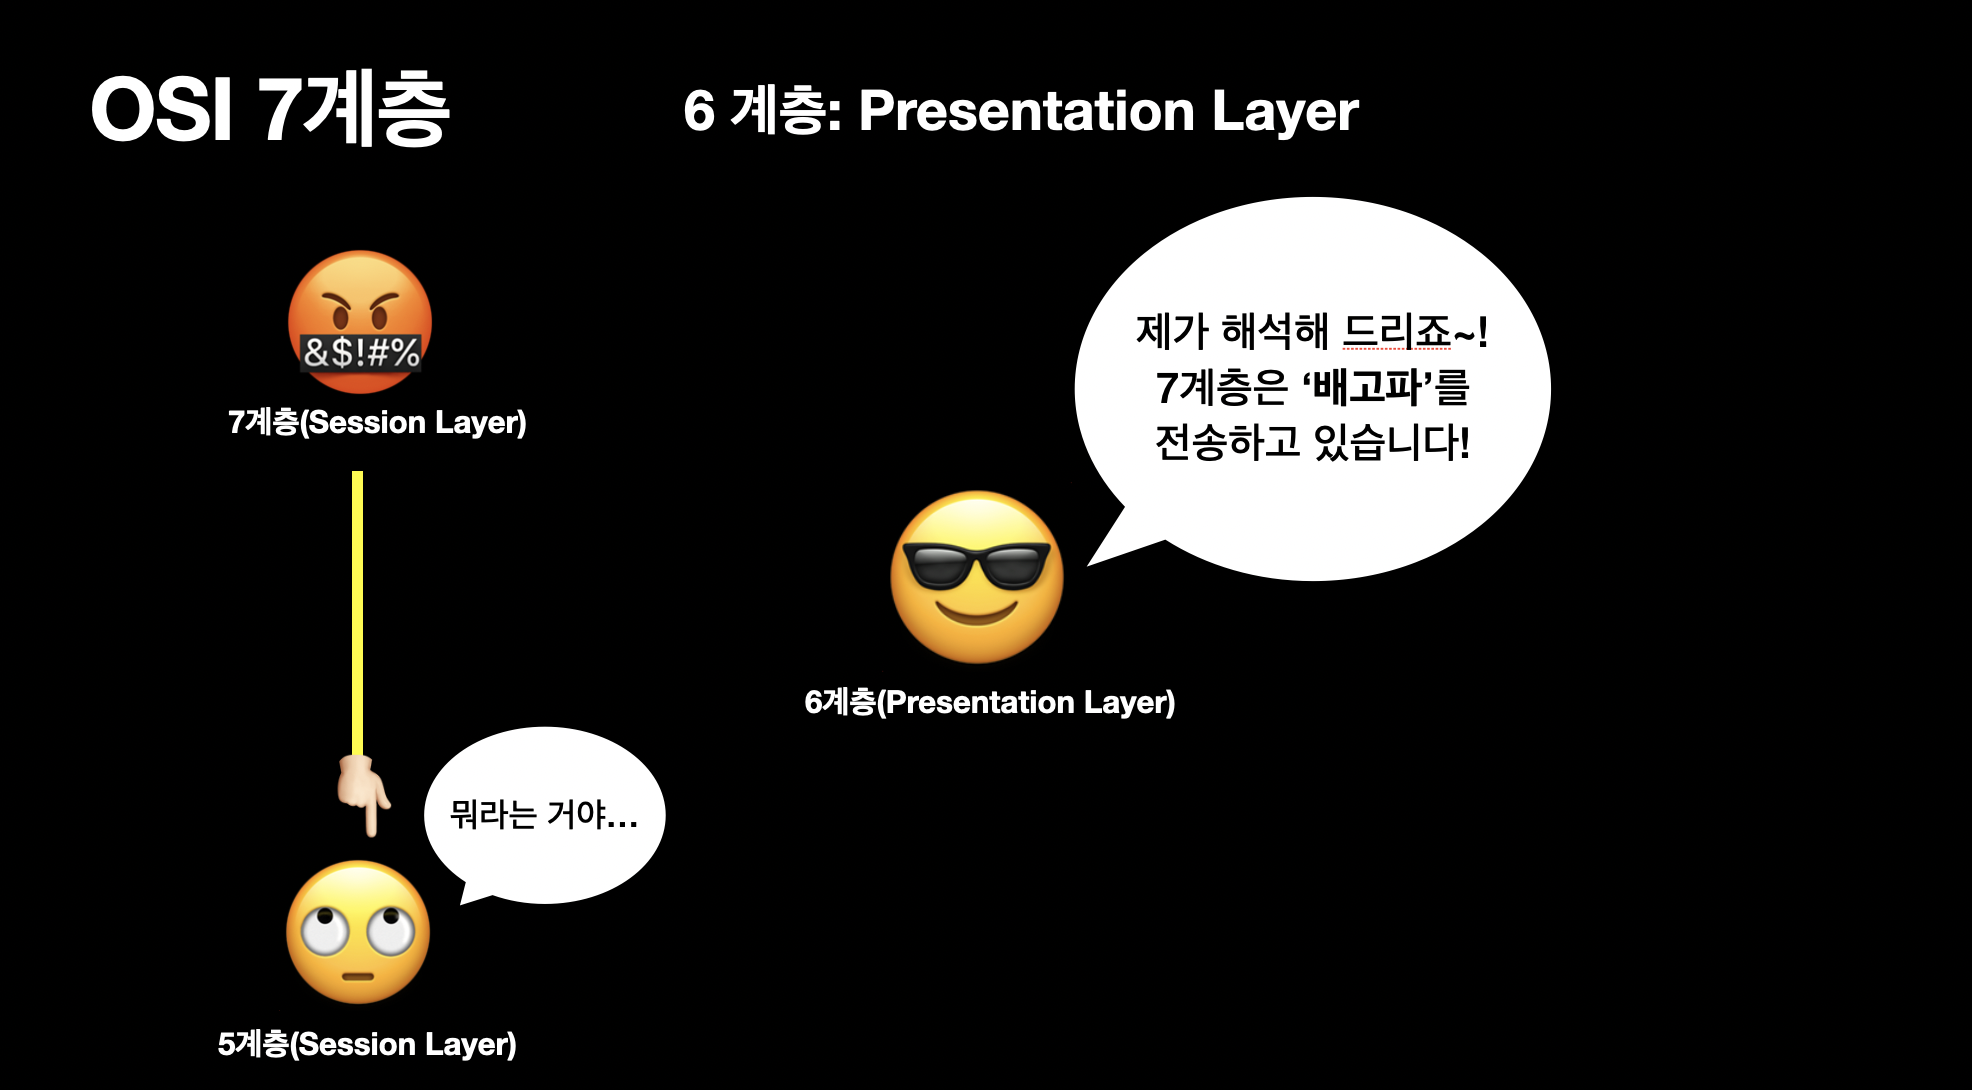 OSI 7계층
6 계층: Presentation Layer
&$!#%
7계층(Session Layer)
제가 해석해 드리죠~!
7계층은 ‘배고파’를
전송하고 있습니다!
6계층(Presentation Layer)
뭐라는 거야...
5계층(Session Layer)